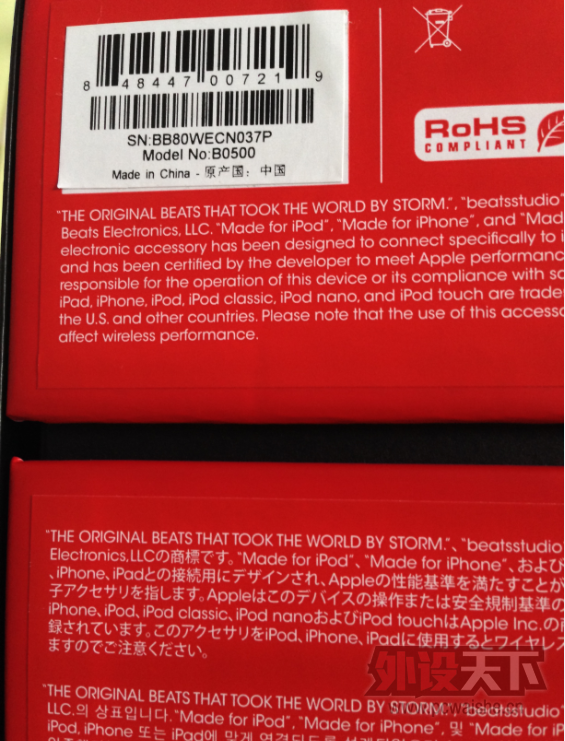 8 48447 00721 9
SN:BB80WECN037P
Model No:B0500
Made in China - 原产国：中国
RoHS
COMPLIANT
"THE ORIGINAL BEATS THAT TOOK THE WORLD BY STORM.", "beatsstudio"
Beats Electronics, LLC. "Made for iPod", "Made for iPhone", and "Mad
electronic accessory has been designed to connect specifically to i
and has been certified by the developer to meet Apple performanc
responsible for the operation of this device or its compliance with sa
iPad, iPhone, iPod, iPod classic, iPod nano, and iPod touch are trade
the U.S. and other countries. Please note that the use of this accesso
affect wireless performance.
"THE ORIGINAL BEATS THAT TOOK THE WORLD BY STORM."、"beatsstudio
Electronics,LLCの商標です。"Made for iPod"、"Made for iPhone"、および
、iPhone、iPadとの接続用にデザインされ、Appleの性能基準を満たすことが
子アクセサリを指します。Appleはこのデバイスの操作または安全規制基準の
iPhone、iPod、iPod classic、iPod nanoおよびiPod touchはApple Inc.の商
録されています。このアクセサリをiPod、iPhone、iPadに使用するとワイヤレス
ますのでご注意ください。
外设天下
"THE ORIGINAL BEATS THAT TOOK THE WORLD BY STORM.", "beatsstudio
LLC.의 상표입니다. "Made for iPod", "Made for iPhone", 및 "Made for iP
iPod, iPhone 또는 iPad에 맞게 연결되도록